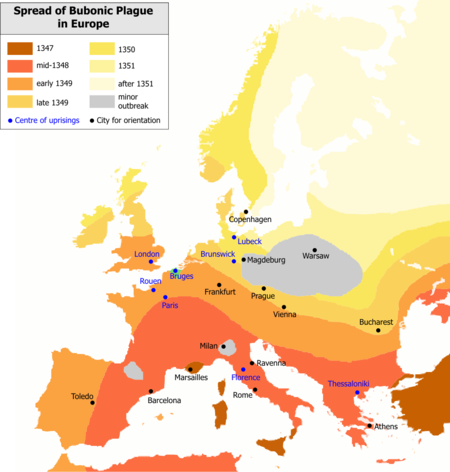 Spread of Bubonic Plague
in Europe
1347
mid-1348
early 1349
late 1349
1350
1351
after 1351
minor
outbreak
Centre of uprisings
City for orientation
Copenhagen
Lubeck
London
Brunswick
Magdeburg
Warsaw
Bruges
Rouen
Frankfurt
Prague
Paris
Vienna
Bucharest
Milan
Ravenna
Marsailles
Florence
Thessaloniki
Toledo
Barcelona
Rome
Athens